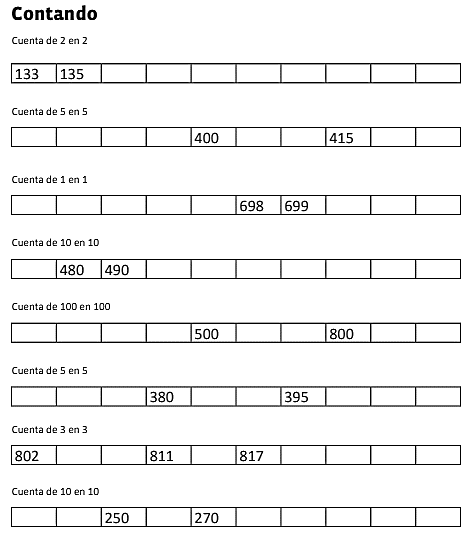 Contando
Cuenta de 2 en 2
133 135
Cuenta de 5 en 5
400 415
Cuenta de 1 en 1
698 699
Cuenta de 10 en 10
480 490
Cuenta de 100 en 100
500 800
Cuenta de 5 en 5
380 395
Cuenta de 3 en 3
802 811 817
Cuenta de 10 en 10
250 270